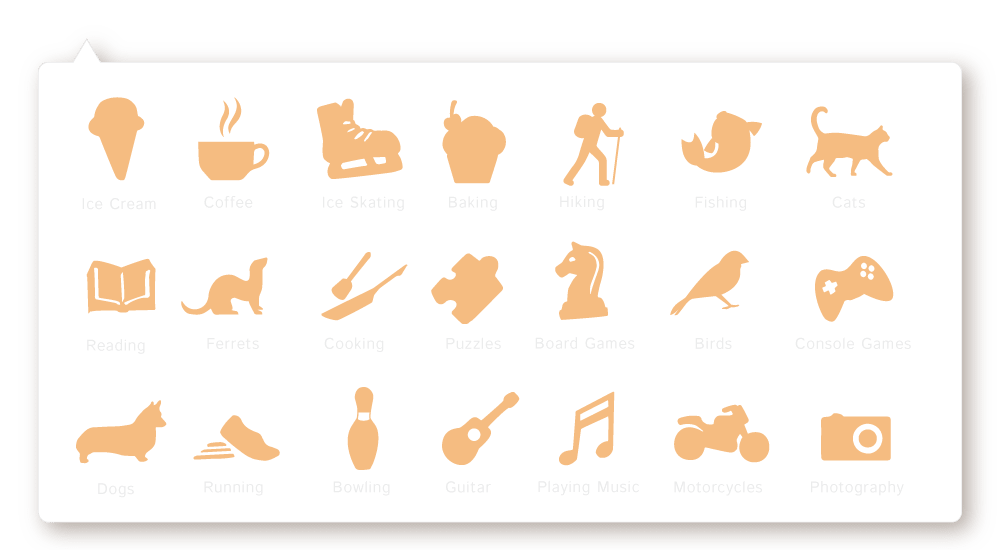 Ice Cream
Coffee
Ice Skating
Baking
Hiking
Fishing
Cats
Reading
Ferrets
Cooking
Puzzles
Board Games
Birds
Console Games
Dogs
Running
Bowling
Guitar
Playing Music
Motorcycles
Photography